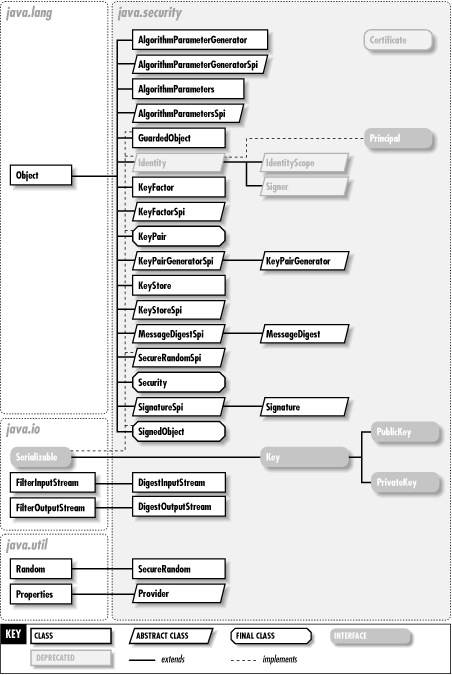 java.lang
java.security
AlgorithmParameterGenerator
Certificate
AlgorithmParameterGeneratorSpi
AlgorithmParameters
AlgorithmParametersSpi
GuardedObject
Principal
Identity
IdentityScope
Object
KeyFactor
Signer
KeyFactorSpi
KeyPair
KeyPairGeneratorSpi
KeyPairGenerator
KeyStore
KeyStoreSpi
MessageDigestSpi
MessageDigest
SecureRandomSpi
Security
SignatureSpi
Signature
SignedObject
PublicKey
java.io
Serializable
Key
FilterInputStream
DigestInputStream
PrivateKey
FilterOutputStream
DigestOutputStream
java.util
Random
SecureRandom
Properties
Provider
KEY
CLASS
ABSTRACT CLASS
FINAL CLASS
INTERFACE
DEPRECATED
extends
implements